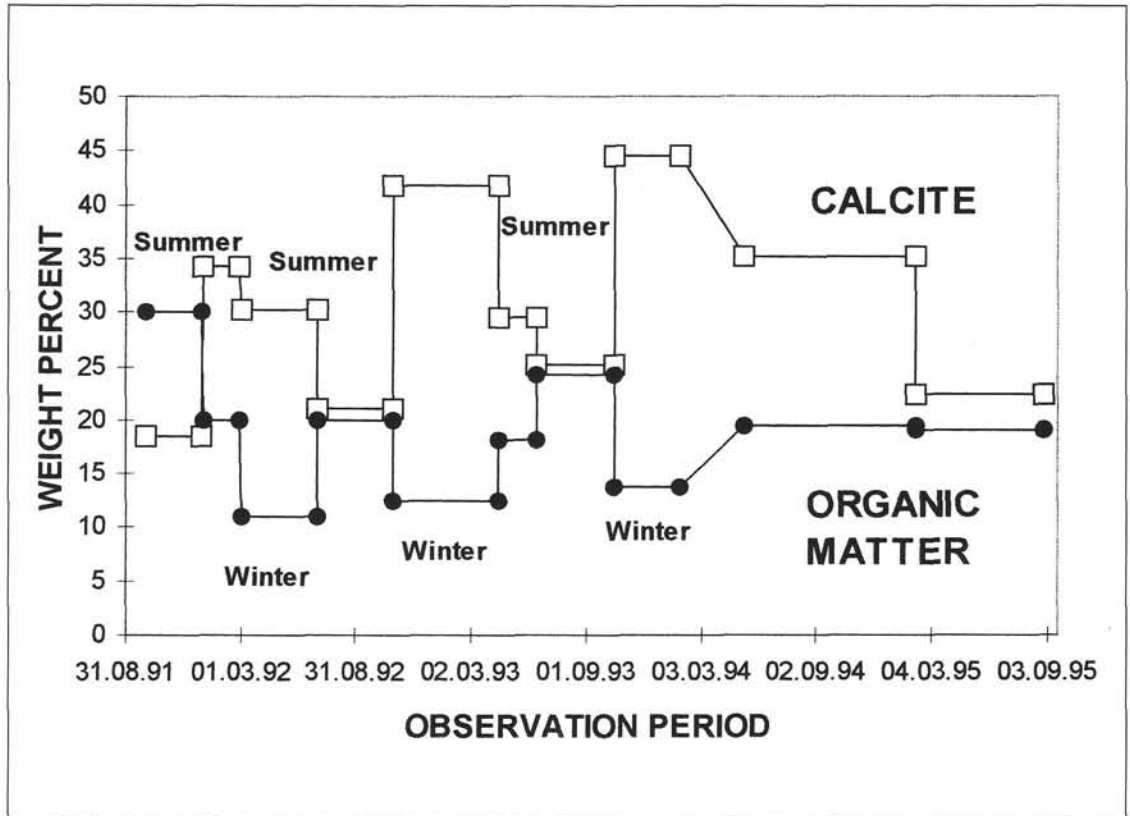 50
45
40
35
30
25
20
15
10
5
0
WEIGHT PERCENT
CALCITE
Summer
Summer
Summer
ORGANIC
MATTER
Winter
Winter
Winter
31.08.91 01.03.92 31.08.92 02.03.93 01.09.93 03.03.94 02.09.94 04.03.95 03.09.95
OBSERVATION PERIOD